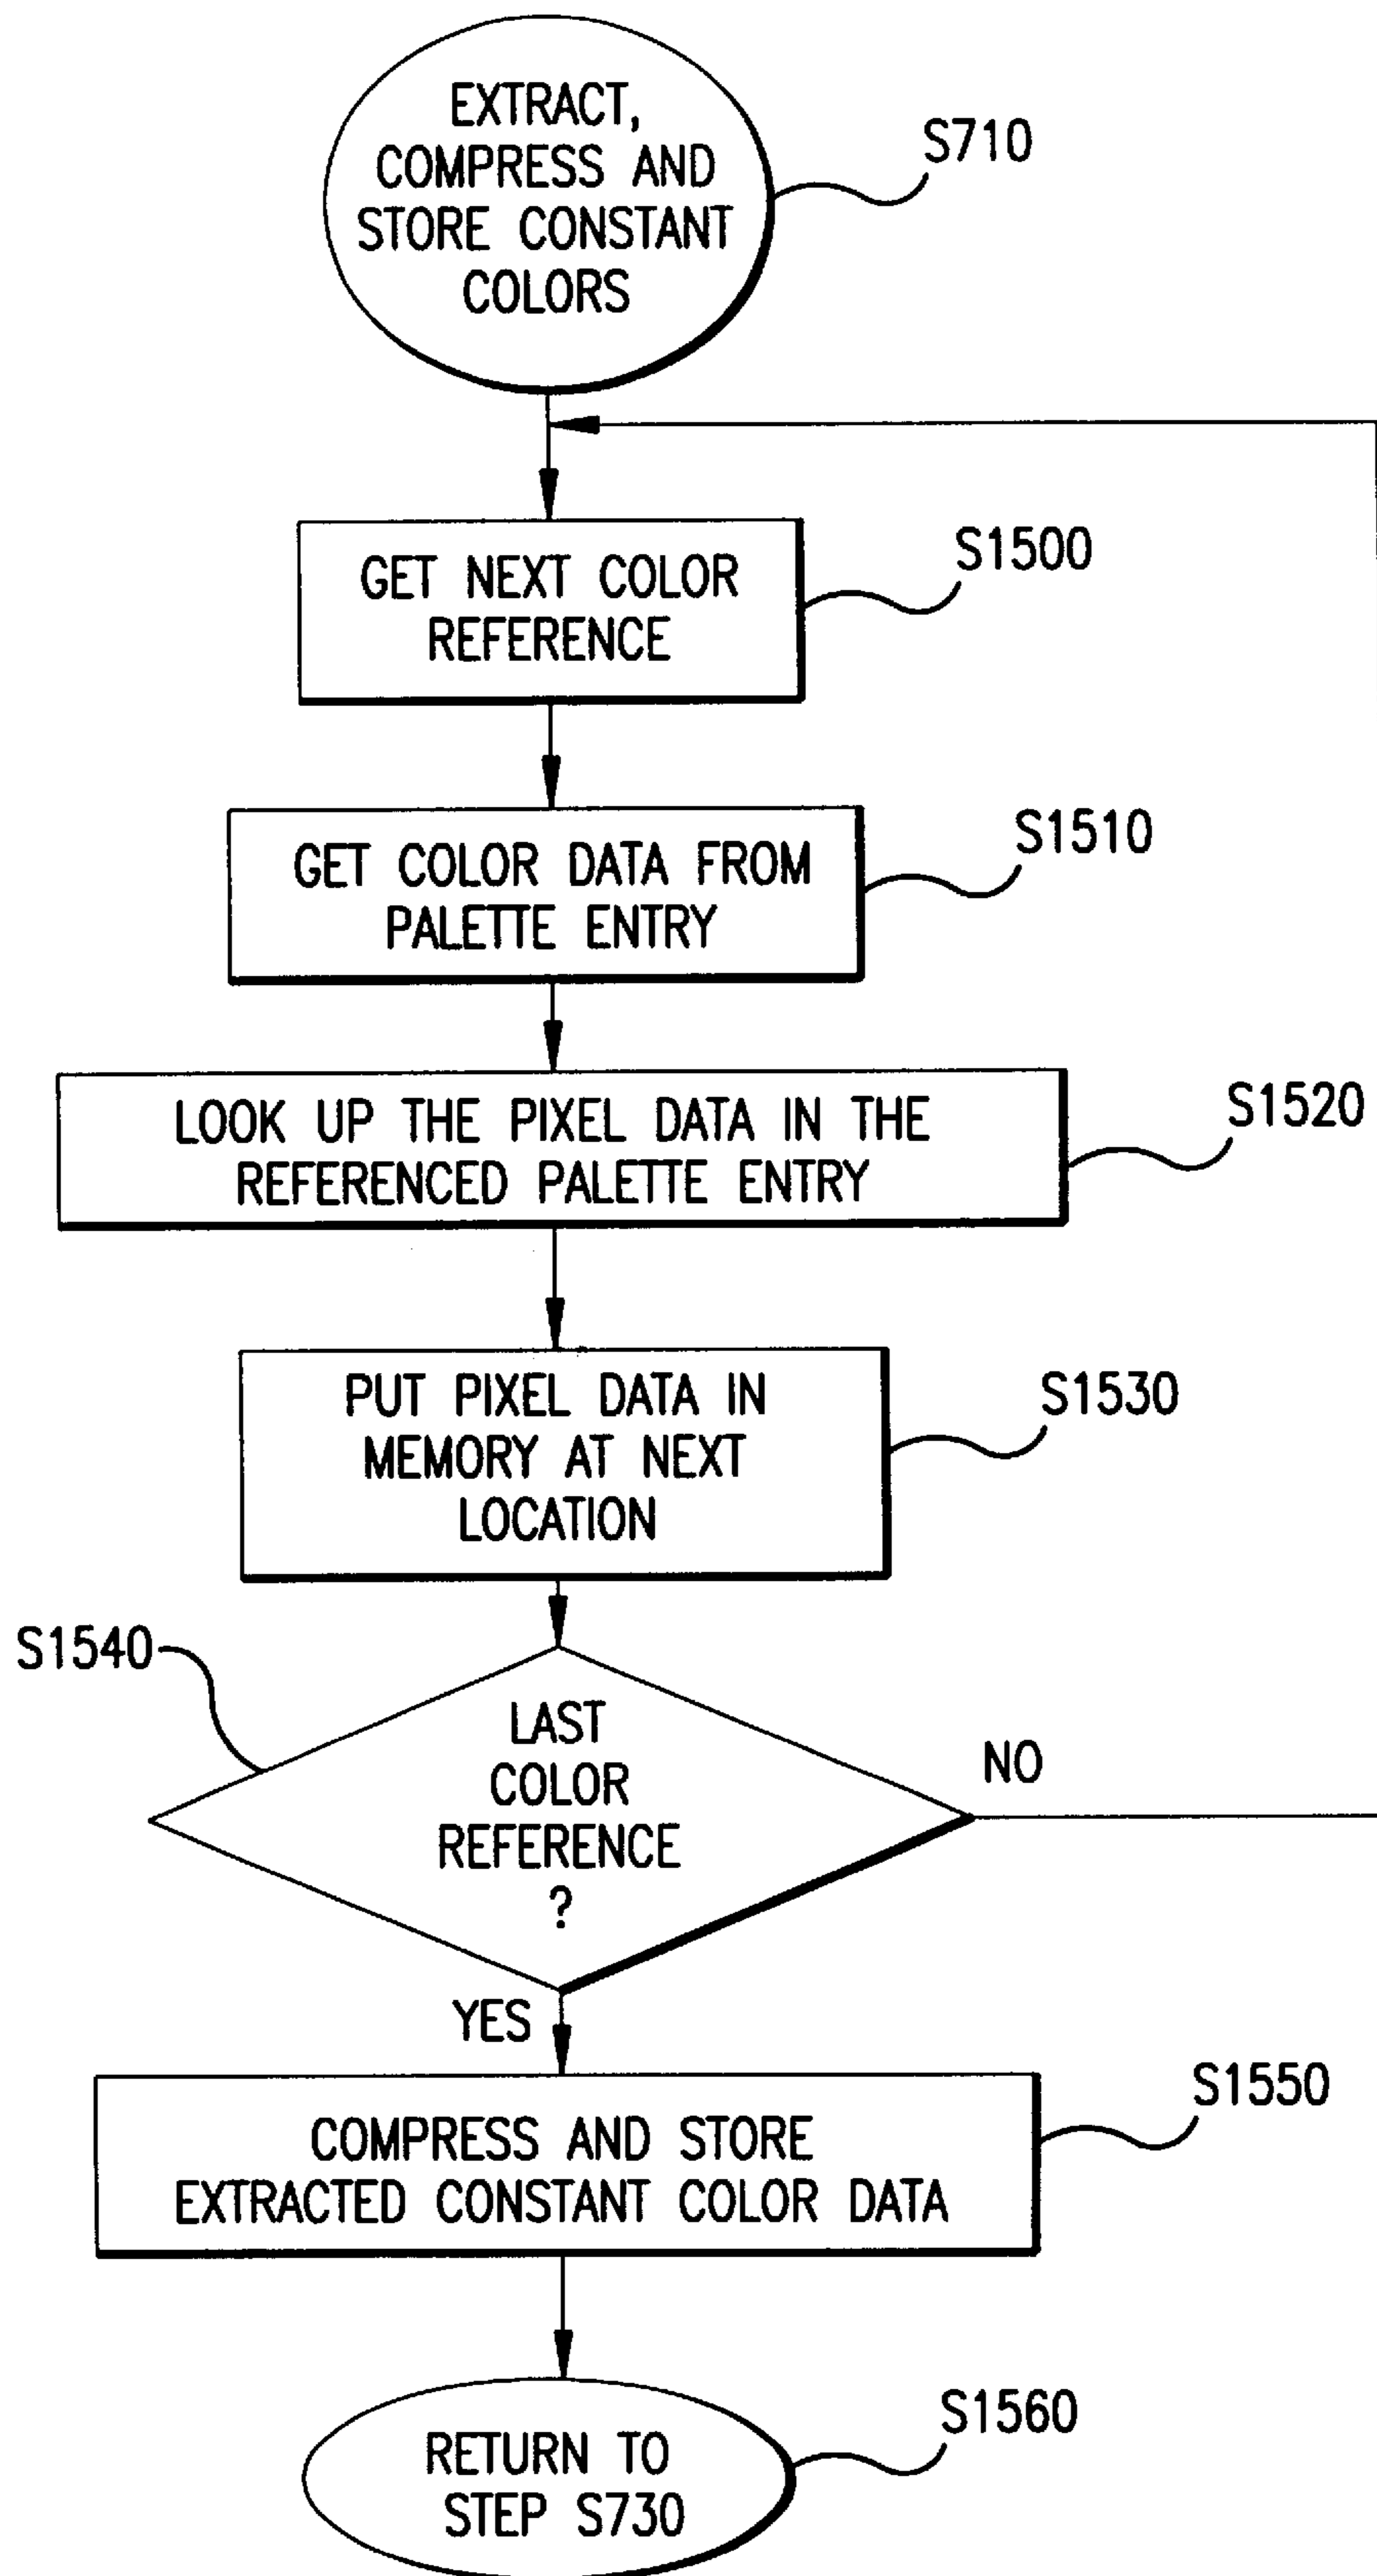 EXTRACT,
COMPRESS AND
STORE CONSTANT
COLORS
S710
GET NEXT COLOR
REFERENCE
S1500
GET COLOR DATA FROM
PALETTE ENTRY
S1510
LOOK UP THE PIXEL DATA IN THE
REFERENCED PALETTE ENTRY
S1520
PUT PIXEL DATA IN
MEMORY AT NEXT
LOCATION
S1530
S1540
LAST
COLOR
REFERENCE
?
NO
YES
COMPRESS AND STORE
EXTRACTED CONSTANT COLOR DATA
S1550
RETURN TO
STEP S730
S1560